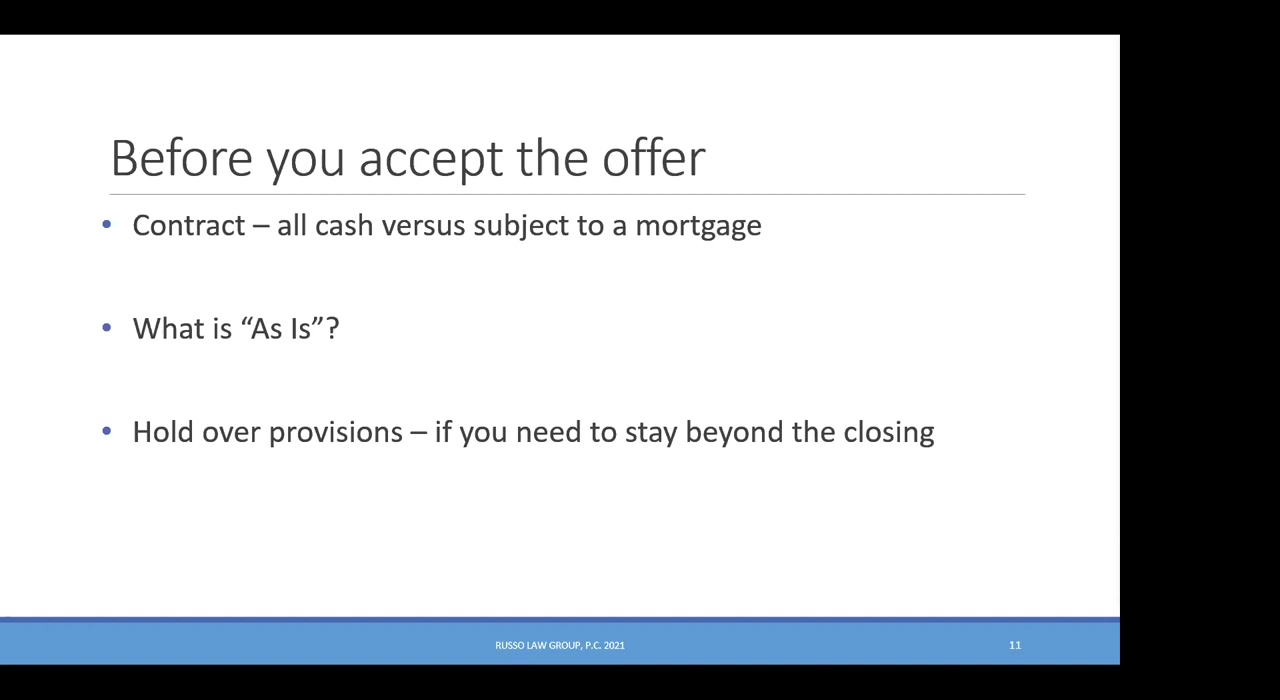 Before you accept the offer
• Contract – all cash versus subject to a mortgage
• What is “As Is”?
• Hold over provisions – if you need to stay beyond the closing
RUSSO LAW GROUP, P.C. 2021
11